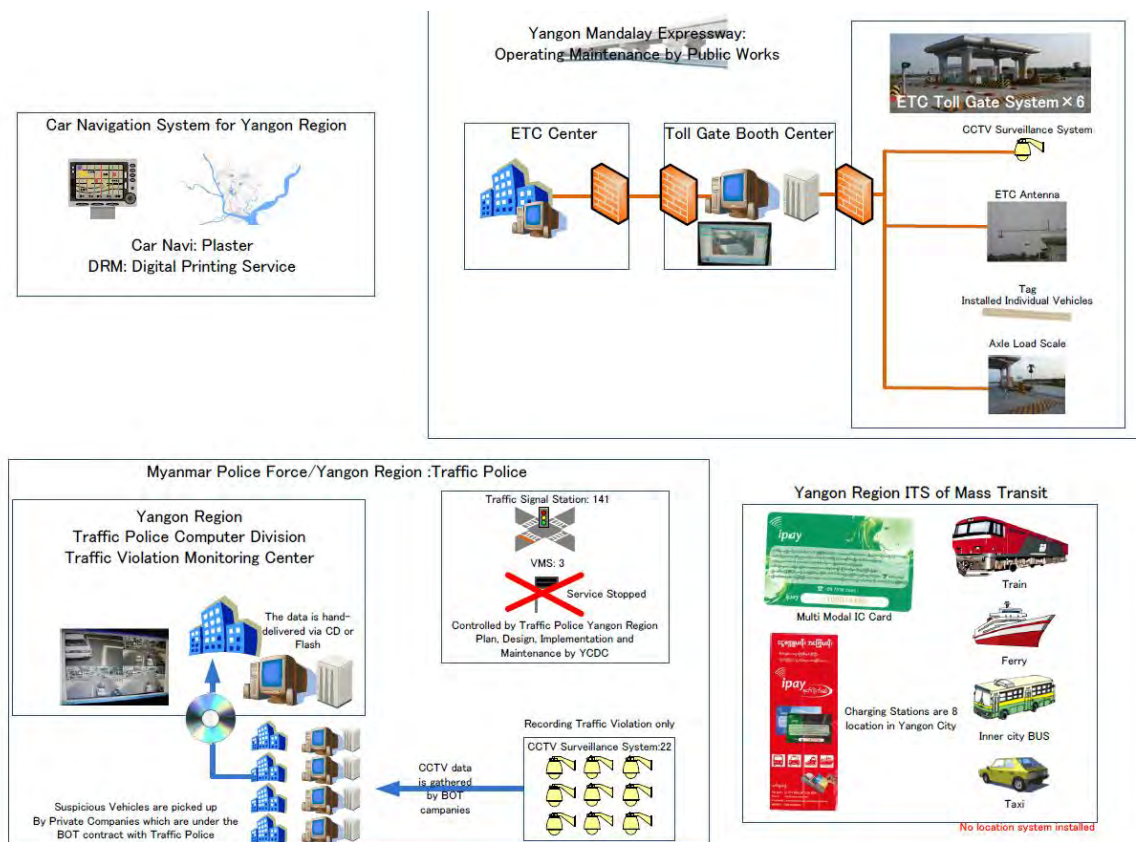 Yangon Mandalay Expressway:
Operating Maintenance by Public Works
ETC Toll Gate System×6
Car Navigation System for Yangon Region
ETC Center
Toll Gate Booth Center
CCTV Surveillance System
ETC Antenna
Car Navi: Plaster
DRM: Digital Printing Service
Tag
Installed Individual Vehicles
Axle Load Scale
Myanmar Police Force/Yangon Region :Traffic Police
Yangon Region
Traffic Police Computer Division
Traffic Violation Monitoring Center
The data is hand-
delivered via CD or
Flash
Traffic Signal Station: 141
VMS: 3
Service Stopped
Controlled by Traffic Police Yangon Region
Plan, Design, Implementation and
Maintenance by YCDC
Recording Traffic Violation only
CCTV Surveillance System:22
CCTV data
is gathered
by BOT
companies
Suspicious Vehicles are picked up
By Private Companies which are under the
BOT contract with Traffic Police
Yangon Region ITS of Mass Transit
ipay
Multi Modal IC Card
ipay
Charging Stations are 8
location in Yangon City
Train
Ferry
Inner city BUS
Taxi
No location system installed